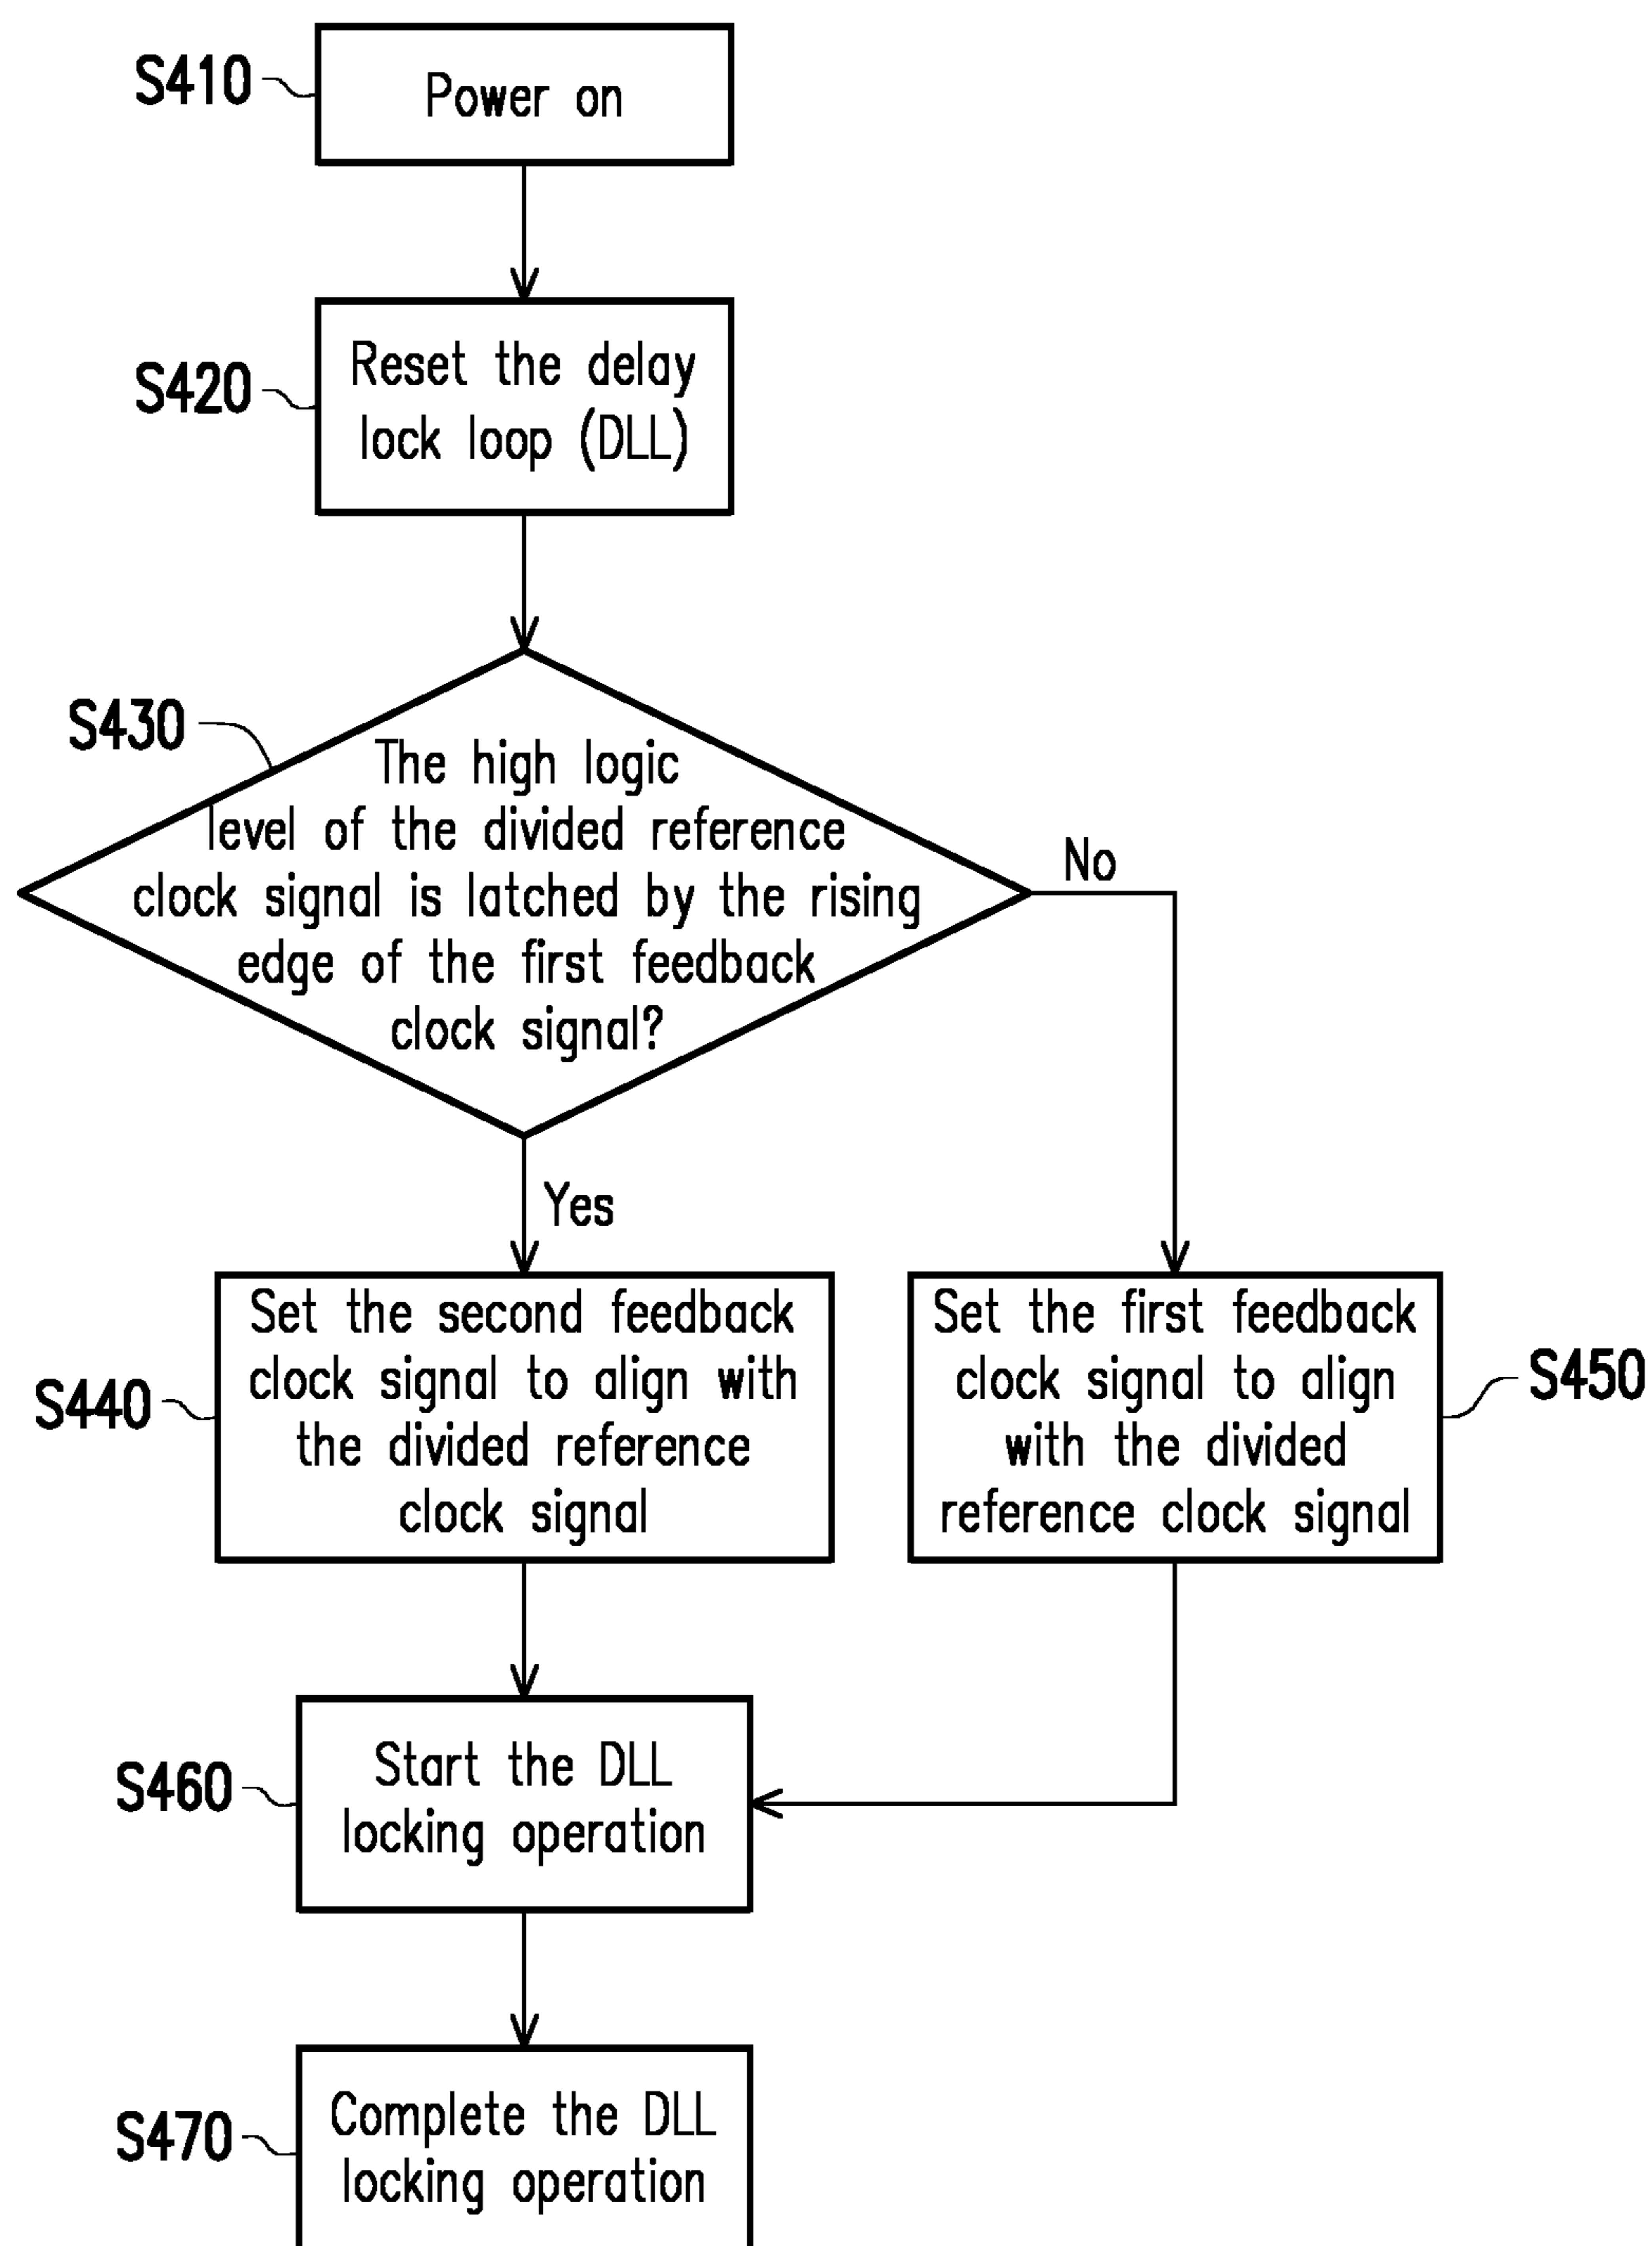 S410
Power on
S420
Reset the delay
lock loop (DLL)
S430
The high logic
level of the divided reference
clock signal is latched by the rising
edge of the first feedback
clock signal?
No
Yes
S440
Set the second feedback
clock signal to align with
the divided reference
clock signal
Set the first feedback
clock signal to align
with the divided
reference clock signal
S450
S460
Start the DLL
locking operation
S470
Complete the DLL
locking operation